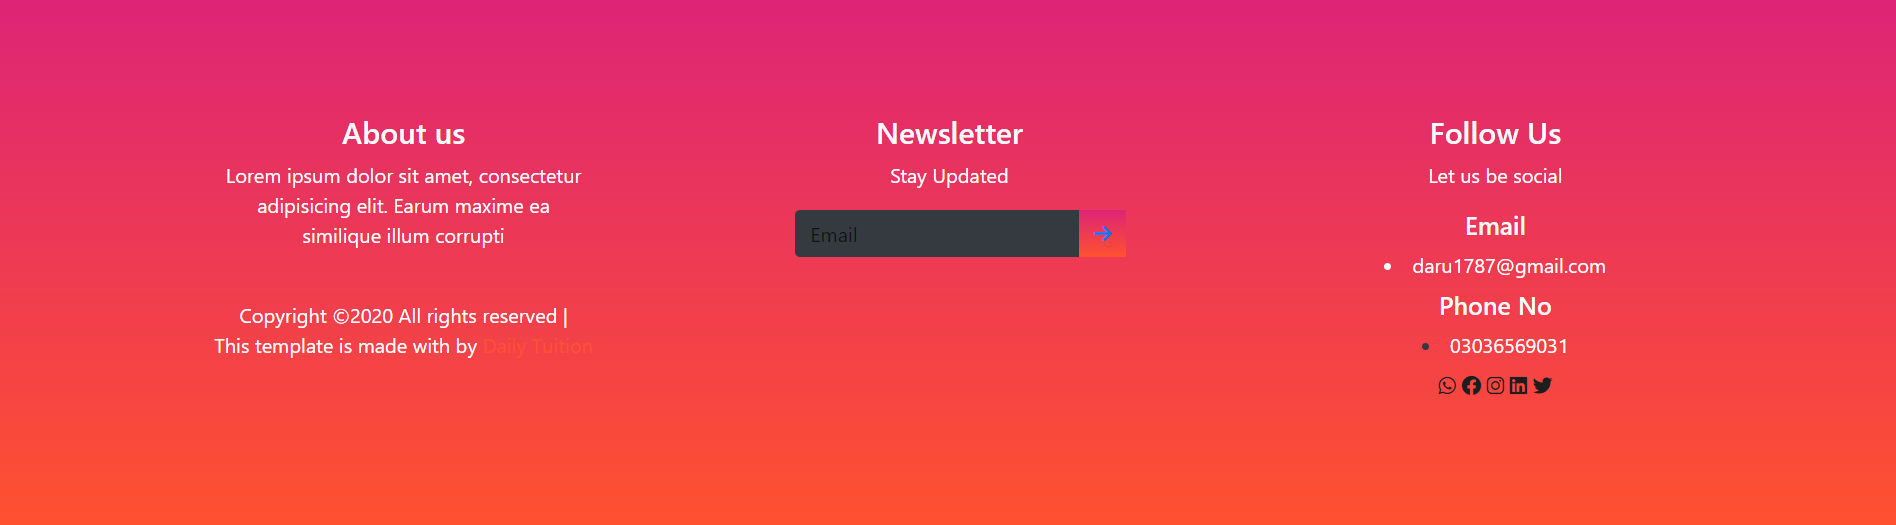 About us
Lorem ipsum dolor sit amet, consectetur
adipisicing elit. Earum maxime ea
similique illum corrupti
Copyright ©2020 All rights reserved |
This template is made with by Daily Tuition
Newsletter
Stay Updated
Email
Follow Us
Let us be social
Email
daru1787@gmail.com
Phone No
03036569031